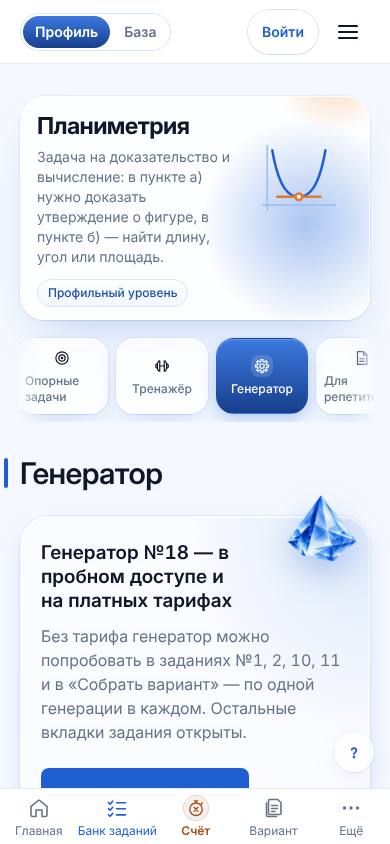 Профиль
База
Войти
Планиметрия
Задача на доказательство и
вычисление: в пункте а)
нужно доказать
утверждение о фигуре, в
пункте б) — найти длину,
угол или площадь.
Профильный уровень
Опорные
задачи
Тренажёр
Генератор
Для
Генератор
Генератор №18 — в
пробном доступе и
на платных тарифах
Без тарифа генератор можно
попробовать в заданиях №1, 2, 10, 11
и в «Собрать вариант» — по одной
генерации в каждом. Остальные
вкладки задания открыты.
?
Главная
Банк заданий
Счёт
Вариант
Ещё